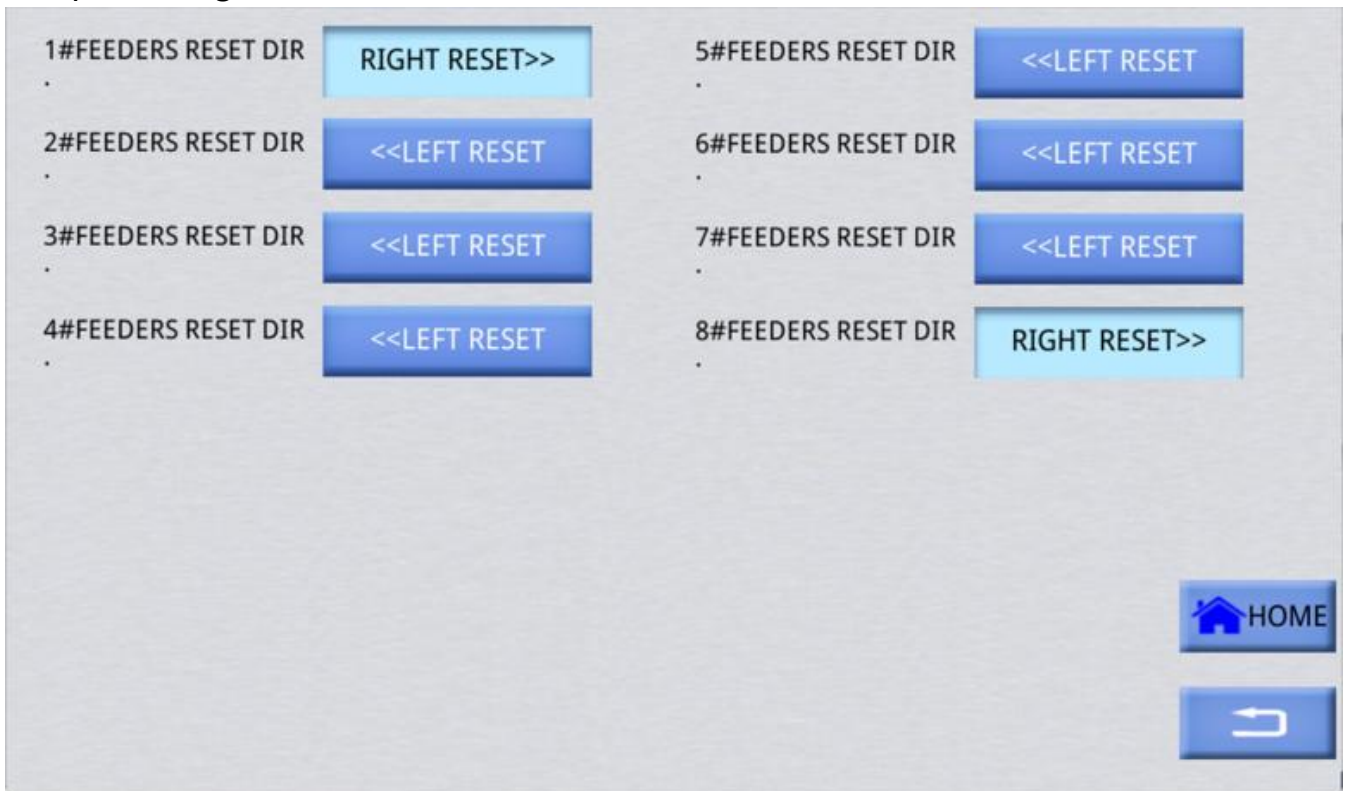 1#FEEDERS RESET DIR
.
RIGHT RESET>>
2#FEEDERS RESET DIR
.
<<LEFT RESET
3#FEEDERS RESET DIR
.
<<LEFT RESET
4#FEEDERS RESET DIR
.
<<LEFT RESET
5#FEEDERS RESET DIR
.
<<LEFT RESET
6#FEEDERS RESET DIR
.
<<LEFT RESET
7#FEEDERS RESET DIR
.
<<LEFT RESET
8#FEEDERS RESET DIR
.
RIGHT RESET>>
HOME